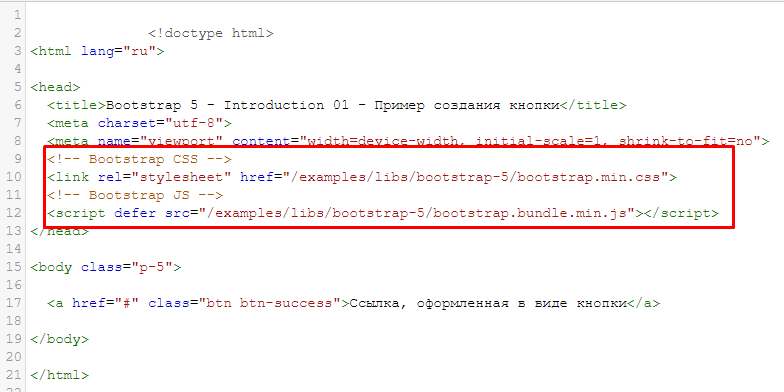 1
2 <!doctype html>
3 <html lang="ru">
4
5 <head>
6 <title>Bootstrap 5 - Introduction 01 - Пример создания кнопки</title>
7 <meta charset="utf-8">
8 <meta name="viewport" content="width=device-width, initial-scale=1, shrink-to-fit=no">
9 <!-- Bootstrap CSS -->
10 <link rel="stylesheet" href="/examples/libs/bootstrap-5/bootstrap.min.css">
11 <!-- Bootstrap JS -->
12 <script defer src="/examples/libs/bootstrap-5/bootstrap.bundle.min.js"></script>
13 </head>
14
15 <body class="p-5">
16
17 <a href="#" class="btn btn-success">Ссылка, оформленная в виде кнопки</a>
18
19 </body>
20
21 </html>